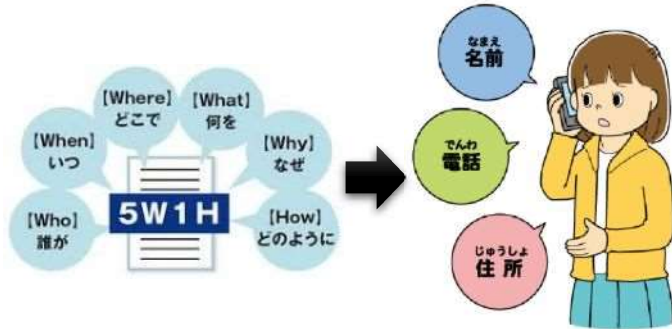 【Who】
誰が
【When】
いつ
【Where】
どこで
【What】
何を
【Why】
なぜ
【How】
どのように
5W1H
なまえ
名前
でんわ
電話
じゅうしょ
住所